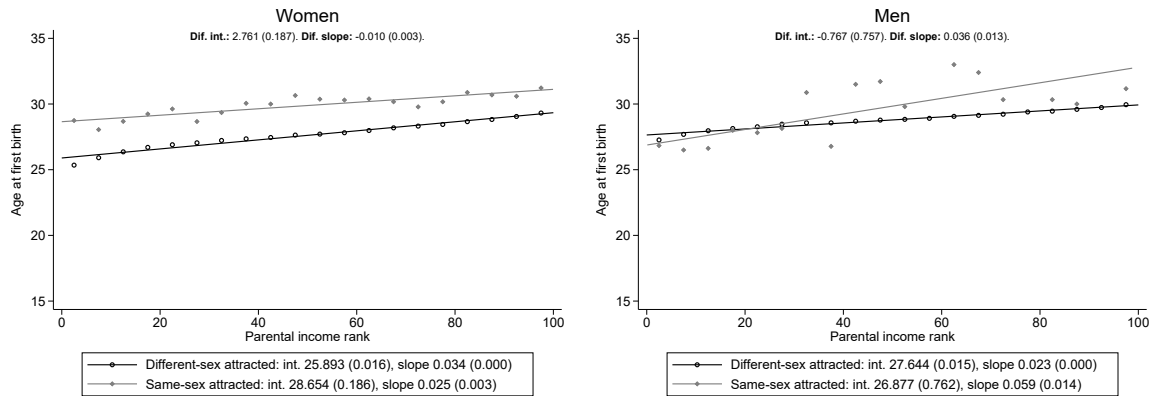 Women
Dif. int.: 2.761 (0.187). Dif. slope: -0.010 (0.003).
35
30
25
20
15
Age at first birth
0 20 40 60 80 100
Parental income rank
Different-sex attracted: int. 25.893 (0.016), slope 0.034 (0.000)
Same-sex attracted: int. 28.654 (0.186), slope 0.025 (0.003)
Men
Dif. int.: -0.767 (0.757). Dif. slope: 0.036 (0.013).
35
30
25
20
15
Age at first birth
0 20 40 60 80 100
Parental income rank
Different-sex attracted: int. 27.644 (0.015), slope 0.023 (0.000)
Same-sex attracted: int. 26.877 (0.762), slope 0.059 (0.014)